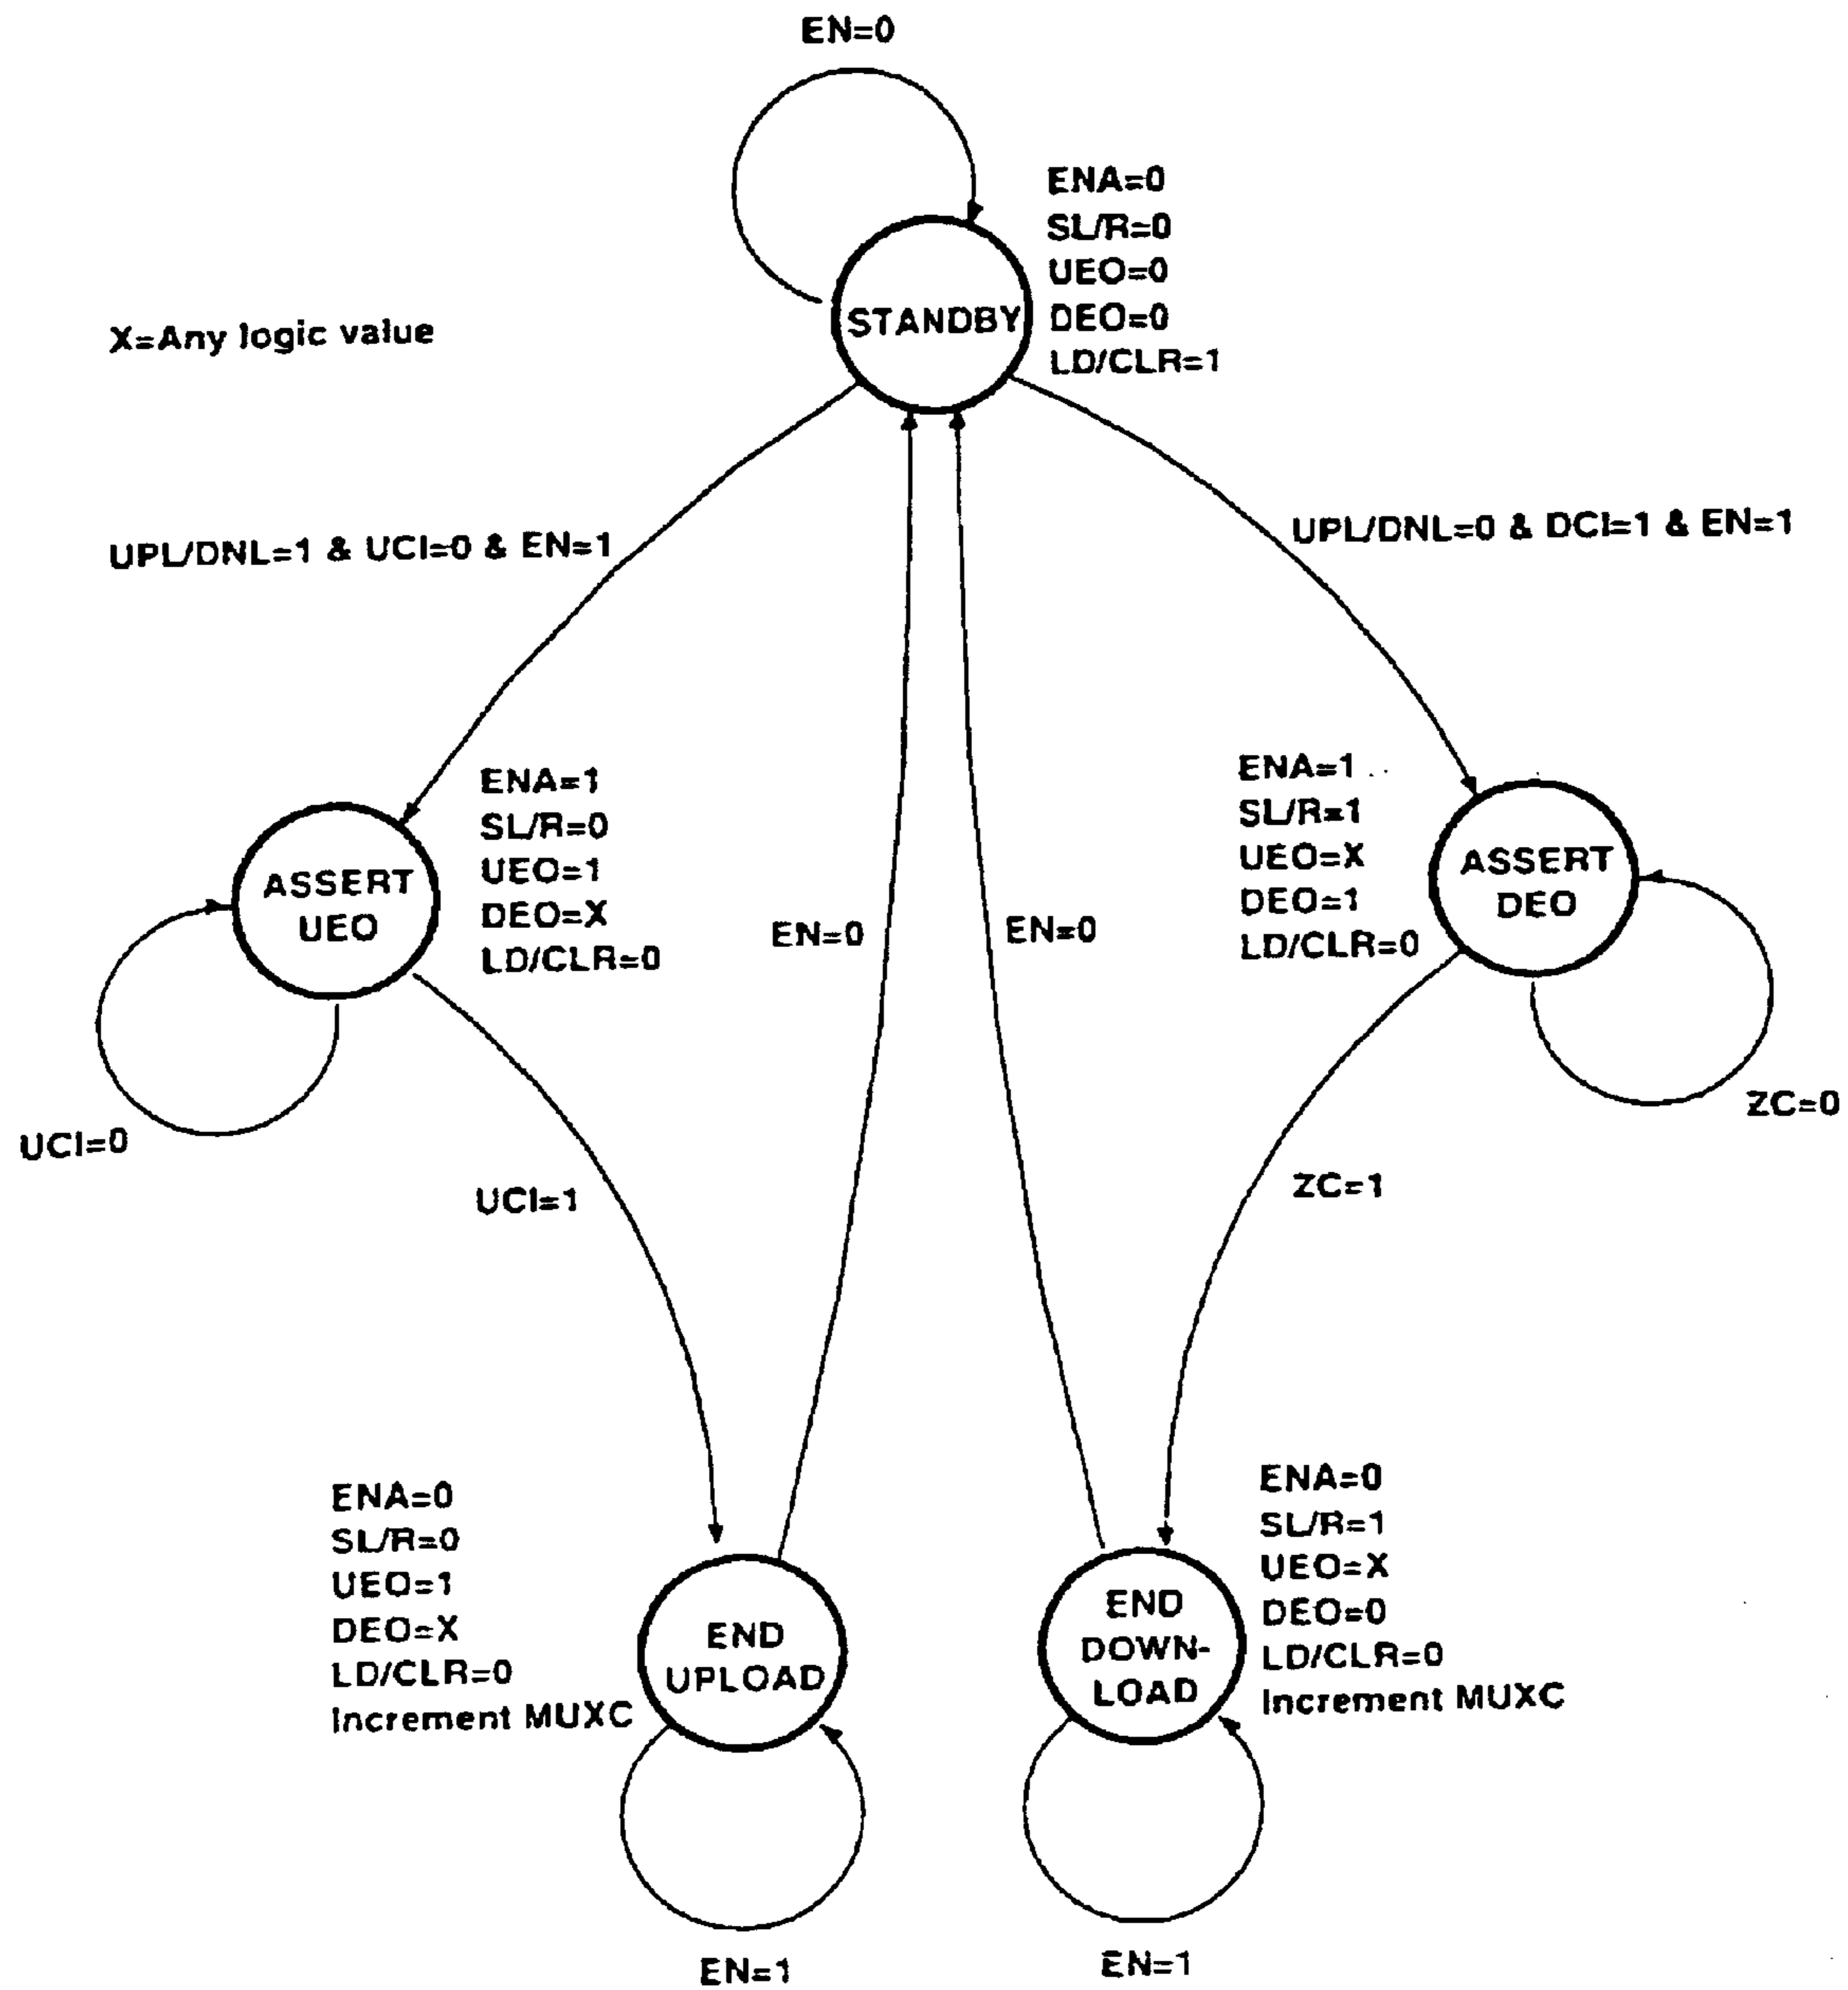 EN=0
ENA=0
SL/R=0
UEO=0
DEO=0
LD/CLR=1
STANDBY
X=Any logic value
UPL/DNL=1 & UCI=0 & EN=1
UPL/DNL=0 & DCI=1 & EN=1
ENA=1
SL/R=0
UEO=1
DEO=X
LD/CLR=0
ASSERT
UEO
EN=0
EN=0
ENA=1
SL/R=1
UEO=X
DEO=1
LD/CLR=0
ASSERT
DEO
UCI=0
UCI=1
ZC=1
ZC=0
ENA=0
SL/R=0
UEO=1
DEO=X
LD/CLR=0
Increment MUXC
END
UPLOAD
END
DOWN-
LOAD
ENA=0
SL/R=1
UEO=X
DEO=0
LD/CLR=0
Increment MUXC
EN=1
EN=1